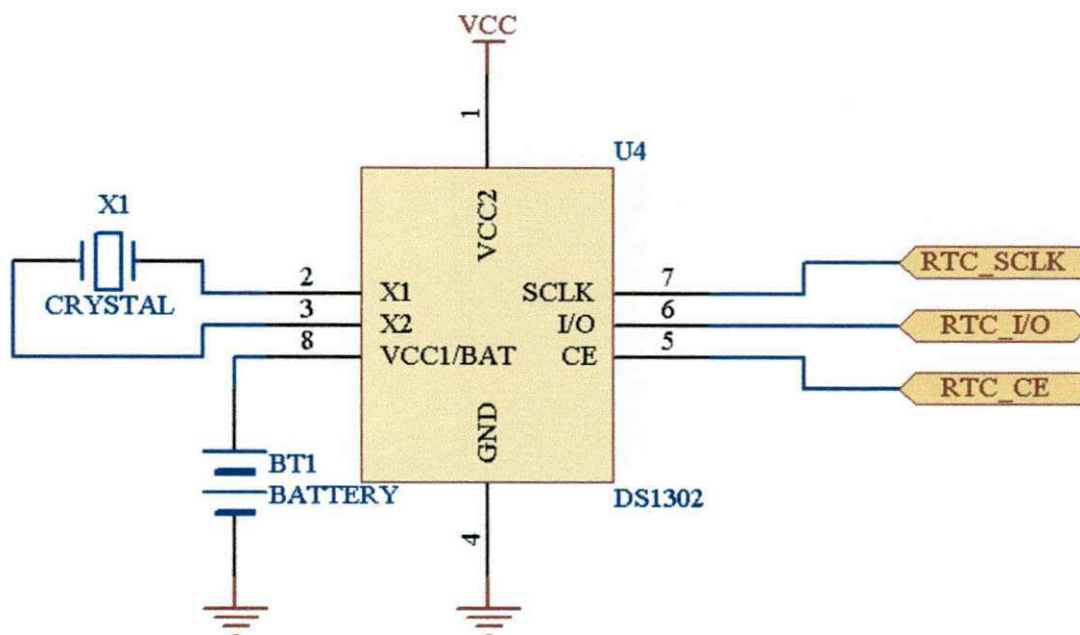 VCC
1
U4
X1
CRYSTAL
VCC2
2
X1
SCLK
7
RTC_SCLK
3
X2
I/O
6
RTC_I/O
8
VCC1/BAT
CE
5
RTC_CE
GND
BT1
BATTERY
DS1302
4